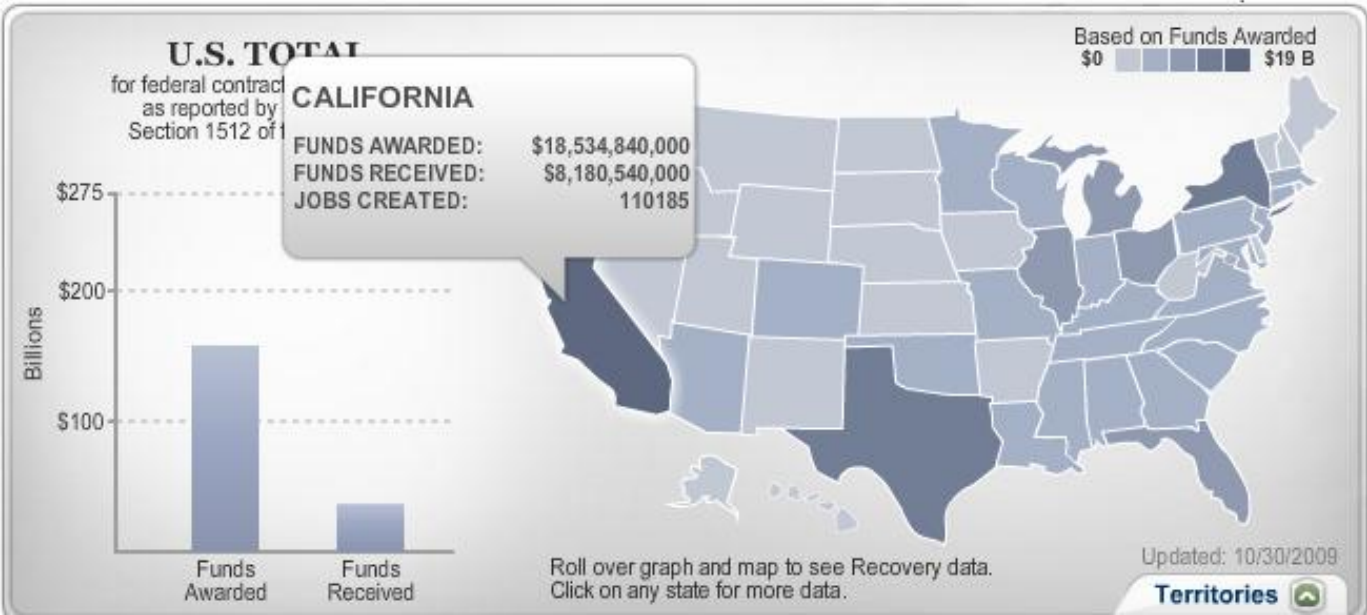 U.S. TOTAL
for federal contract
as reported by
Section 1512 of
$275
$200
$100
Billions
Funds
Awarded
Funds
Received
CALIFORNIA
FUNDS AWARDED: $18,534,840,000
FUNDS RECEIVED: $8,180,540,000
JOBS CREATED: 110185
Based on Funds Awarded
$0 $19 B
Roll over graph and map to see Recovery data.
Click on any state for more data.
Updated: 10/30/2009
Territories